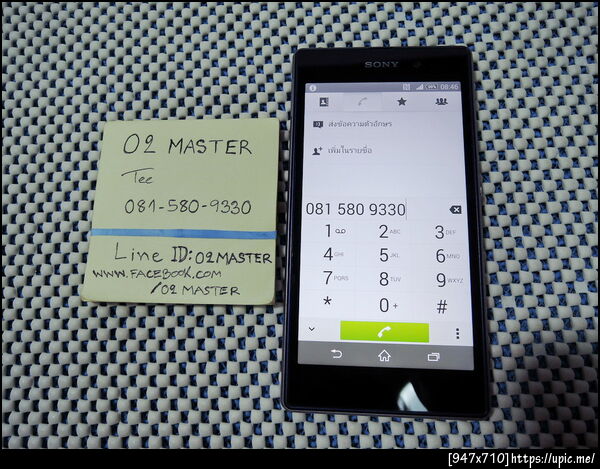 O2 MASTER
Tee
081-580-9330
Line ID: O2MASTER
WWW.FACEBOOK.COM
/O2 MASTER
SONY
08:46
ส่งข้อความตัวอักษร
เพิ่มในรายชื่อ
081 580 9330
1 2 ABC 3 DEF
4 GHI 5 JKL 6 MNO
7 PQRS 8 TUV 9 WXYZ
* 0 + #
[947x710]https://upic.me/